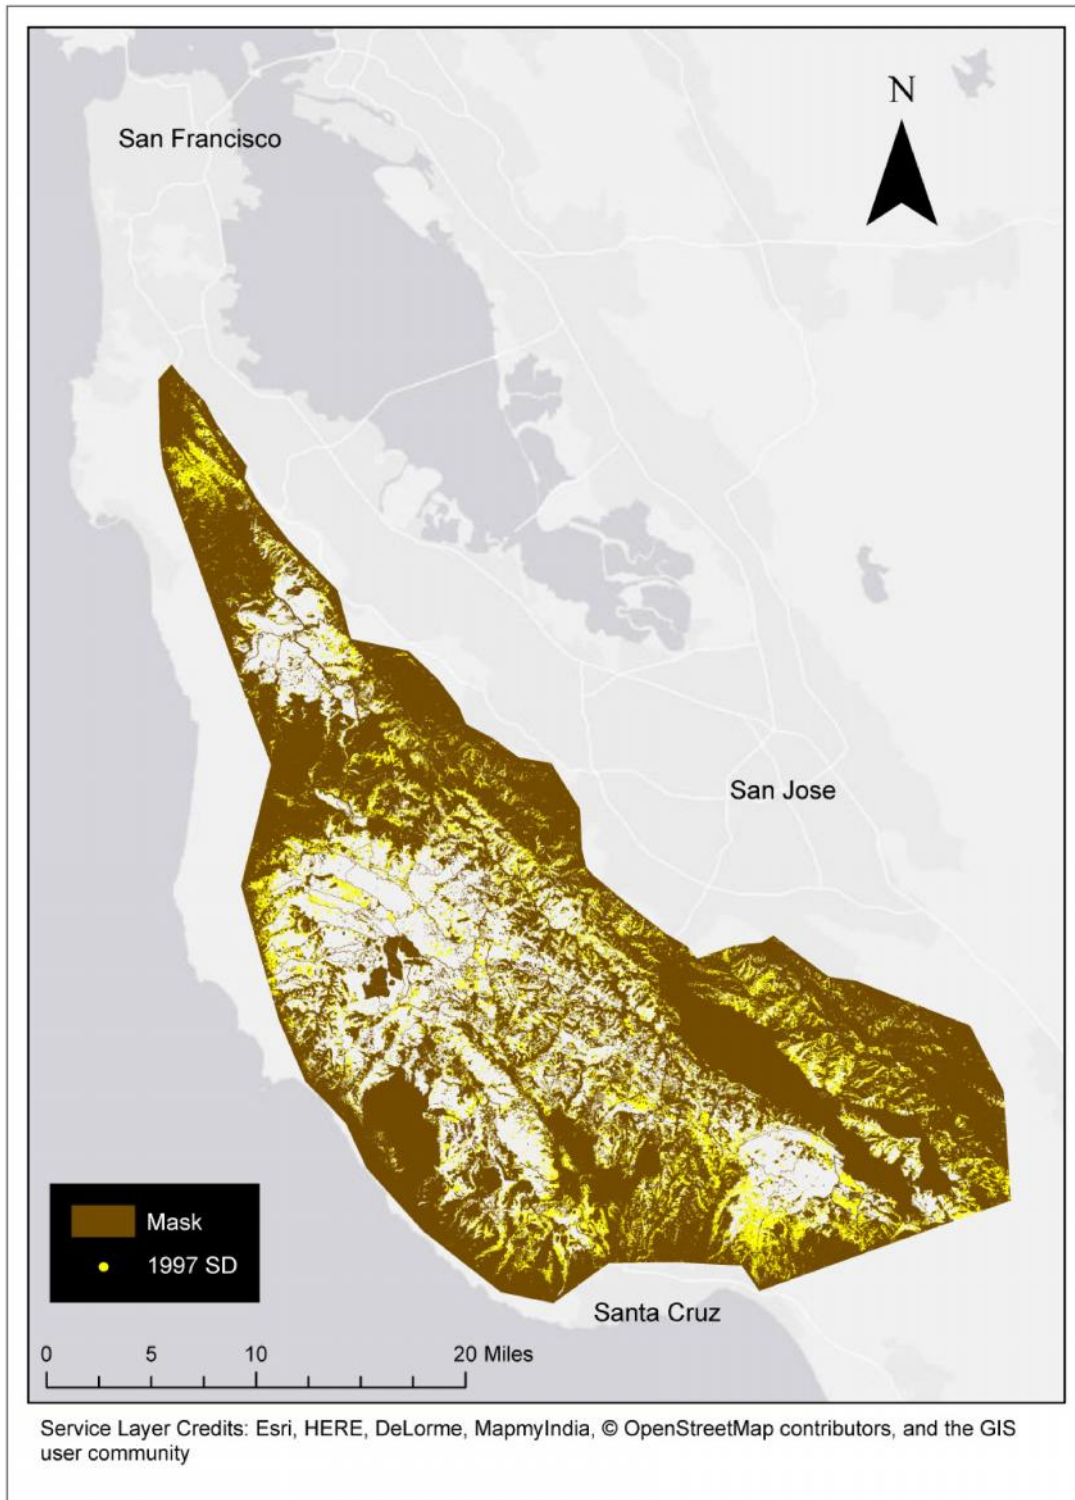 San Francisco
N
San Jose
Mask
1997 SD
Santa Cruz
0 5 10 20 Miles
Service Layer Credits: Esri, HERE, DeLorme, MapmyIndia, © OpenStreetMap contributors, and the GIS
user community